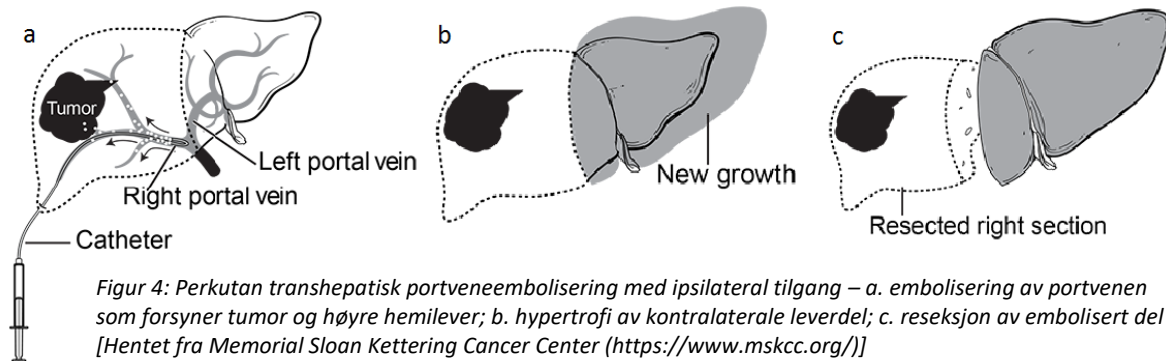 a
Tumor
Left portal vein
Right portal vein
Catheter
b
New growth
c
Resected right section
Figur 4: Perkutan transhepatisk portveneembolisering med ipsilateral tilgang – a. embolisering av portvenen
som forsyner tumor og høyre hemilever; b. hypertrofi av kontralaterale leverdel; c. reseksjon av embolisert del
[Hentet fra Memorial Sloan Kettering Cancer Center (https://www.mskcc.org/)]